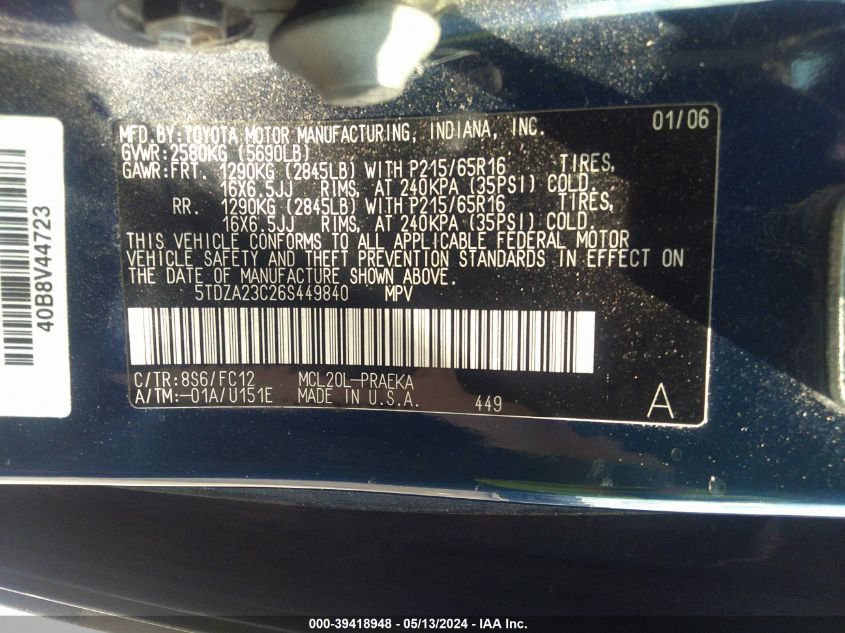 MFD. BY: TOYOTA MOTOR MANUFACTURING, INDIANA, INC. 01/06
GVWR: 2580KG (5690LB)
GAWR: FRT. 1290KG (2845LB) WITH P215/65R16 TIRES,
16X6.5JJ RIMS, AT 240KPA (35PSI) COLD.
RR. 1290KG (2845LB) WITH P215/65R16 TIRES,
16X6.5JJ RIMS, AT 240KPA (35PSI) COLD.
THIS VEHICLE CONFORMS TO ALL APPLICABLE FEDERAL MOTOR
VEHICLE SAFETY AND THEFT PREVENTION STANDARDS IN EFFECT ON
THE DATE OF MANUFACTURE SHOWN ABOVE.
5TDZA23C26S449840 MPV
C/TR: 8S6/FC12 MCL20L-PRAEKA
A/TM: -01A/U151E MADE IN U.S.A. 449 A
40B8V44723
000-39418948 - 05/13/2024 - IAA Inc.